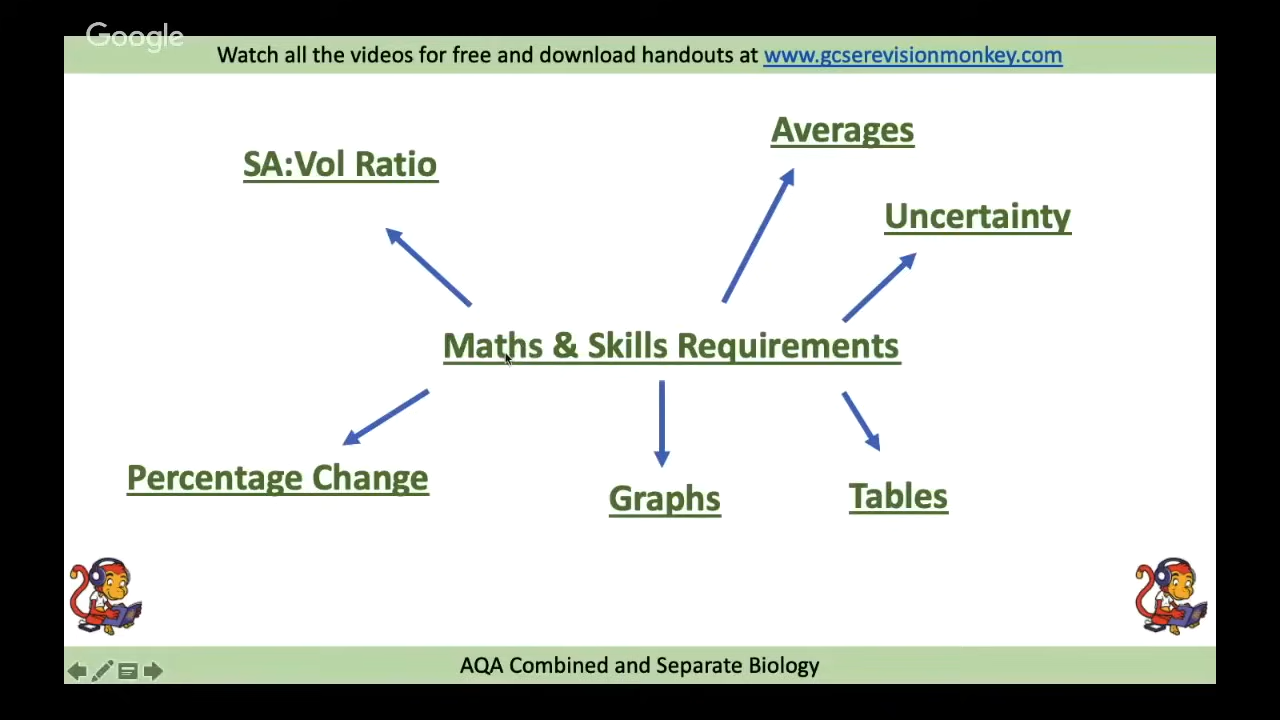 Google
Watch all the videos for free and download handouts at www.gcserevisionmonkey.com
Averages
SA:Vol Ratio
Uncertainty
Maths & Skills Requirements
Percentage Change
Graphs
Tables
AQA Combined and Separate Biology